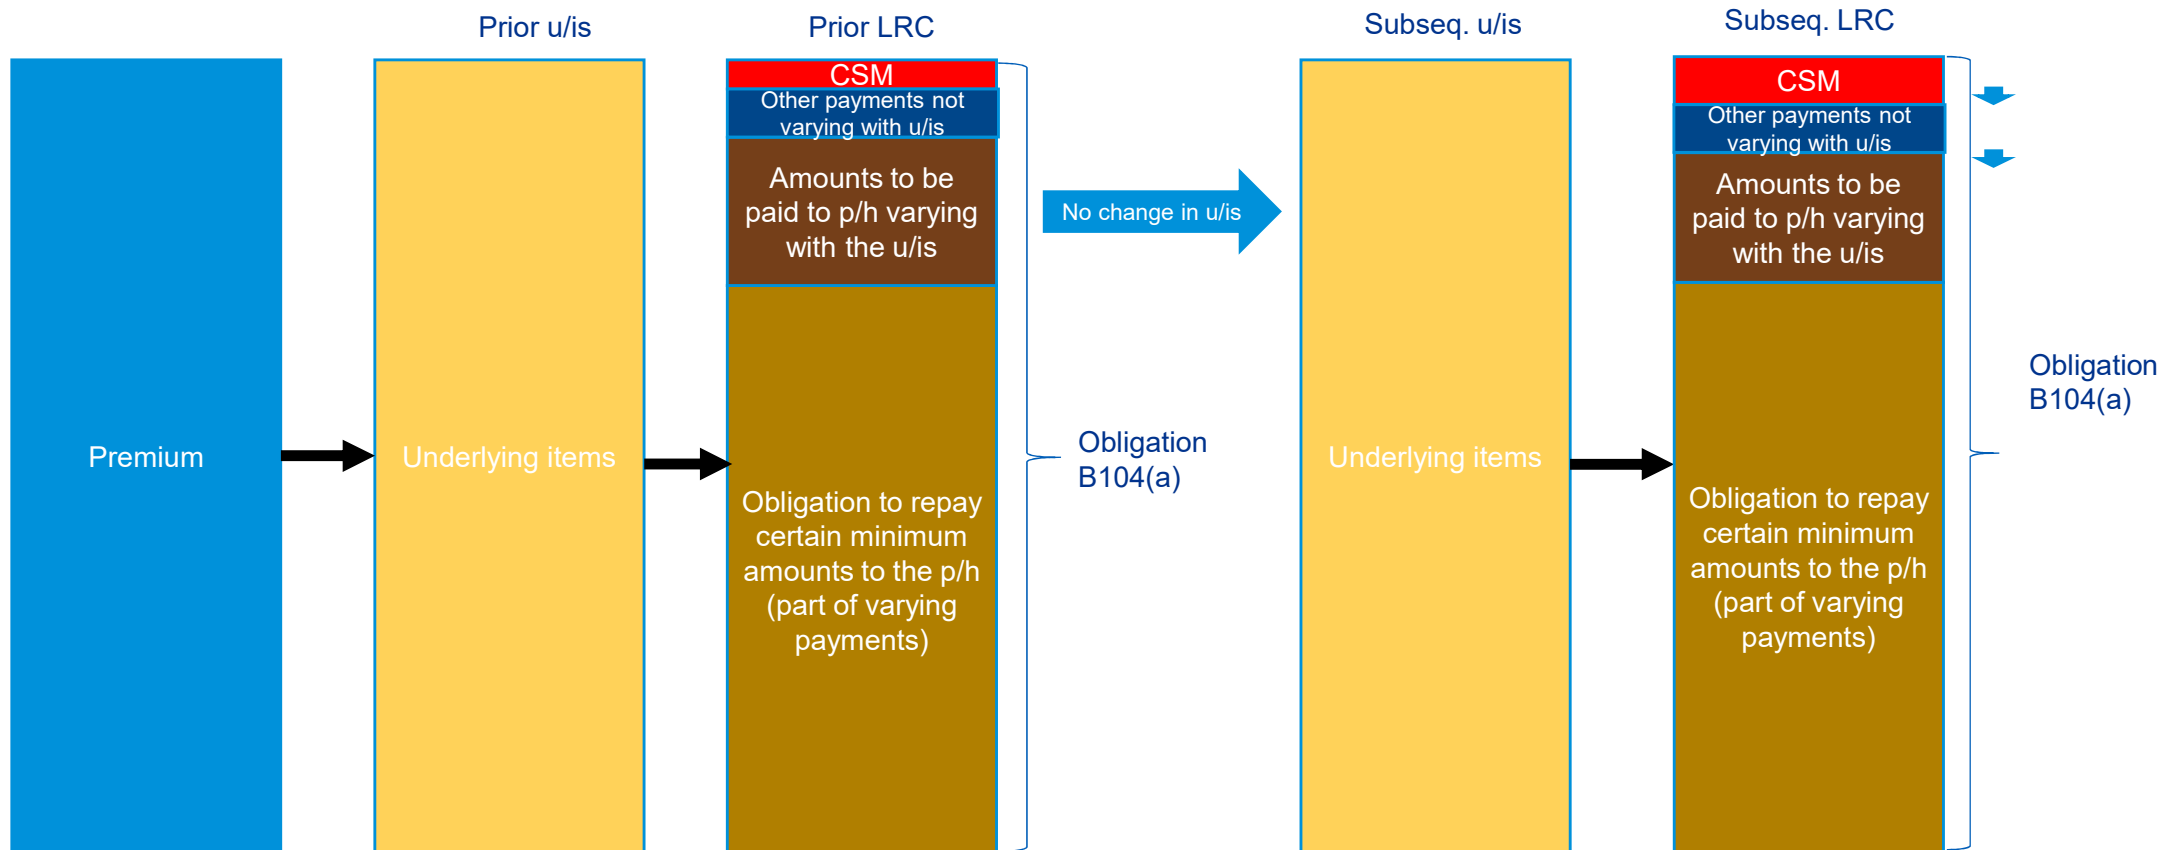 Prior u/is
Prior LRC
Subseq. u/is
Subseq. LRC
Premium
Underlying items
CSM
Other payments not
varying with u/is
Amounts to be
paid to p/h varying
with the u/is
Obligation to repay
certain minimum
amounts to the p/h
(part of varying
payments)
No change in u/is
Obligation
B104(a)
Underlying items
CSM
Other payments not
varying with u/is
Amounts to be
paid to p/h varying
with the u/is
Obligation to repay
certain minimum
amounts to the p/h
(part of varying
payments)
Obligation
B104(a)